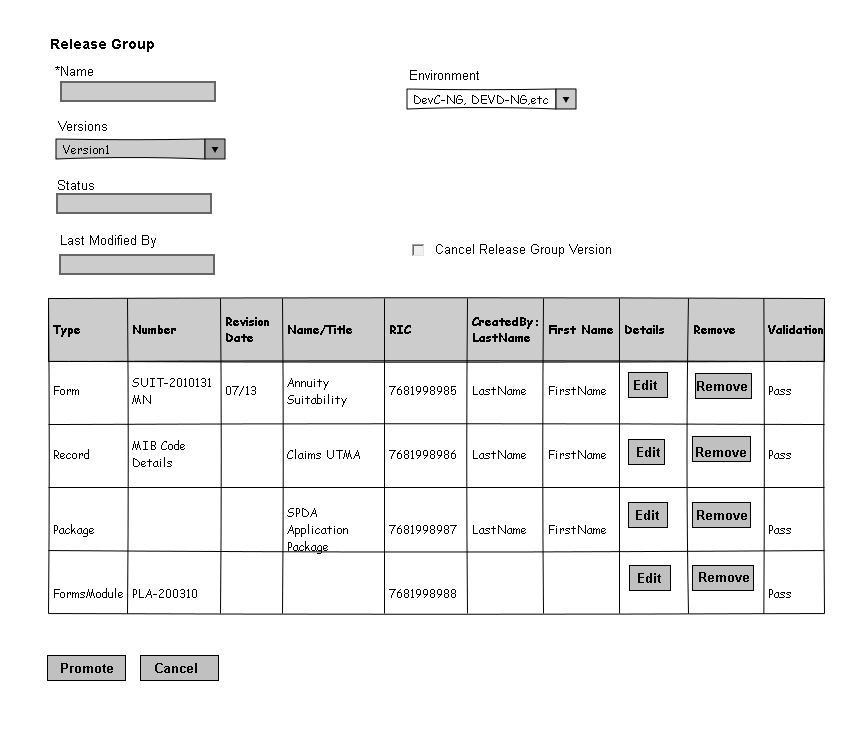 Release Group
*Name
Environment
DevC-NG, DEVD-NG,etc
Versions
Version1
Status
Last Modified By
Cancel Release Group Version
Type Number Revision Date Name/Title RIC CreatedBy: LastName First Name Details Remove Validation
Form SUIT-2010131 MN 07/13 Annuity Suitability 7681998985 LastName FirstName Edit Remove Pass
Record MIB Code Details Claims UTMA 7681998986 LastName FirstName Edit Remove Pass
Package SPDA Application Package 7681998987 LastName FirstName Edit Remove Pass
FormsModule PLA-200310 7681998988 Edit Remove Pass
Promote Cancel